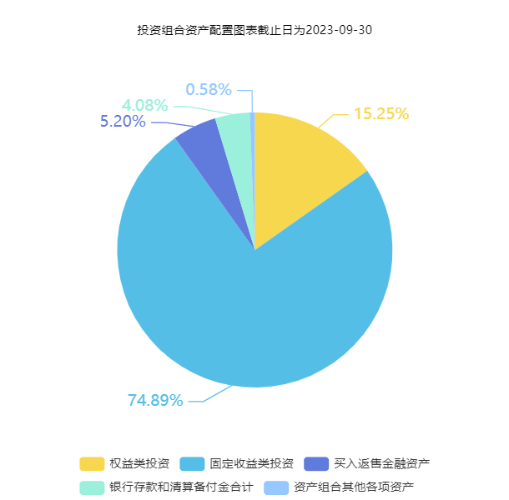 投资组合资产配置图表截止日为2023-09-30
0.58%
4.08%
15.25%
5.20%
74.89%
权益类投资 固定收益类投资 买入返售金融资产
银行存款和清算备付金合计 资产组合其他各项资产